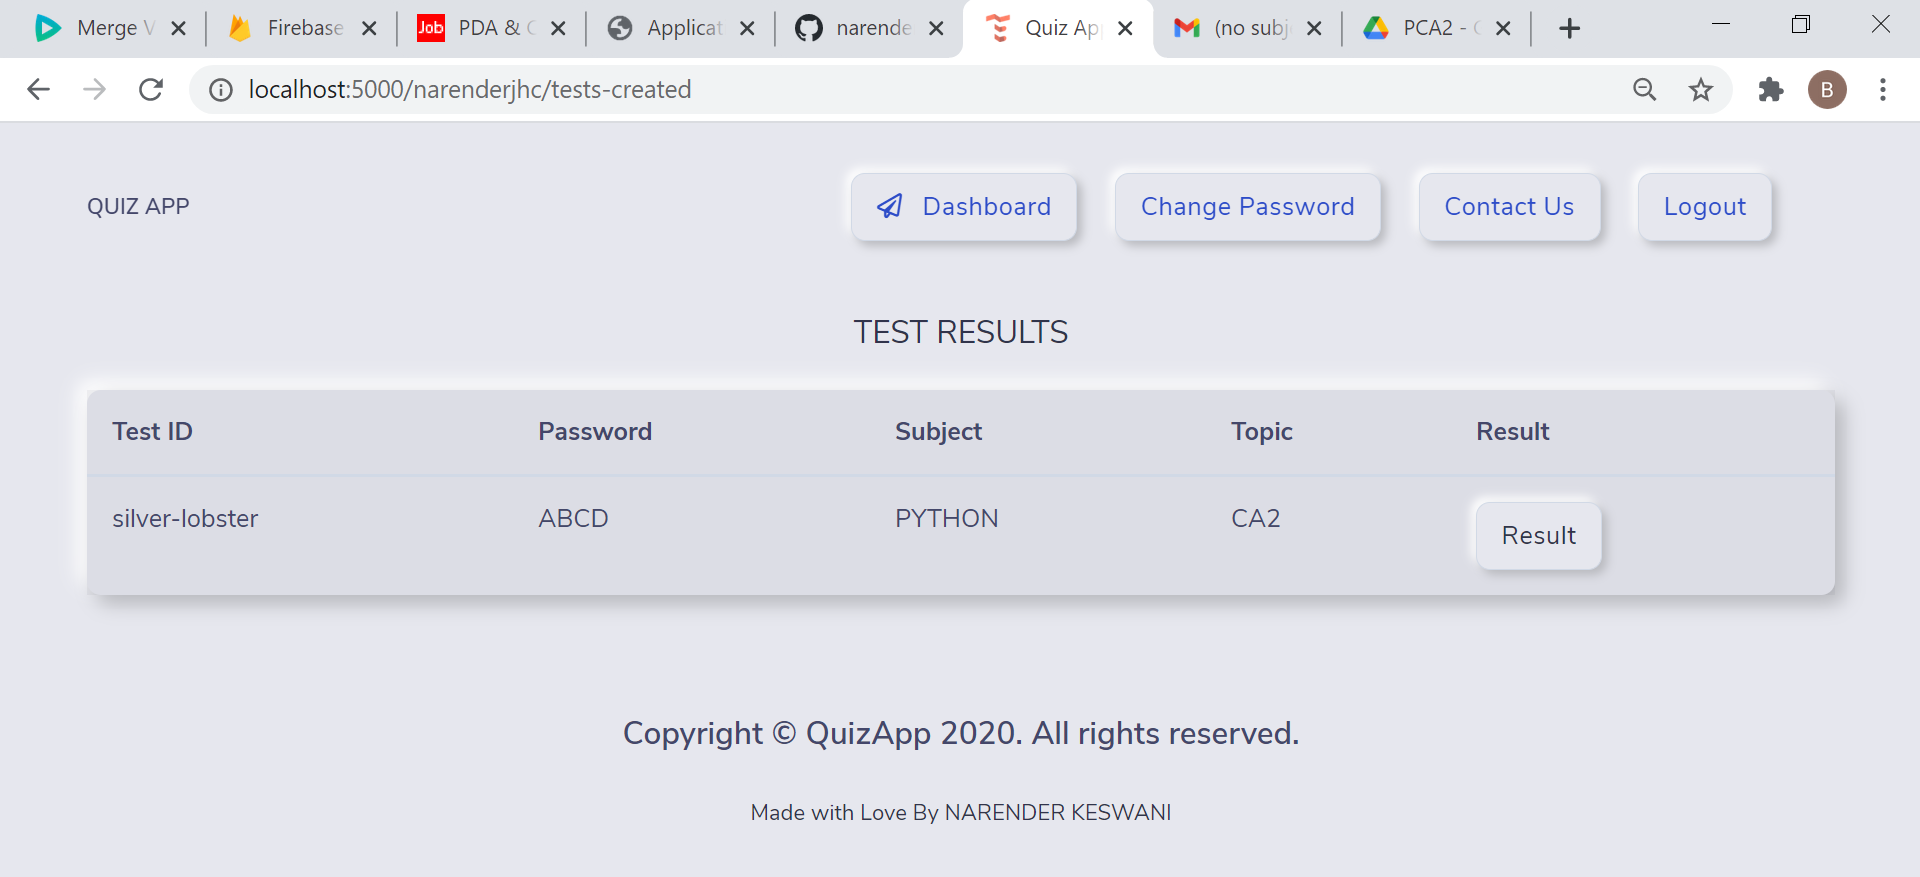 Merge V
Firebase
Job PDA & C
Applicat
narende
Quiz Ap
(no subj
PCA2 - 
localhost:5000/narenderjhc/tests-created
B
QUIZ APP
Dashboard
Change Password
Contact Us
Logout
TEST RESULTS
Test ID Password Subject Topic Result
silver-lobster ABCD PYTHON CA2 Result
Copyright © QuizApp 2020. All rights reserved.
Made with Love By NARENDER KESWANI